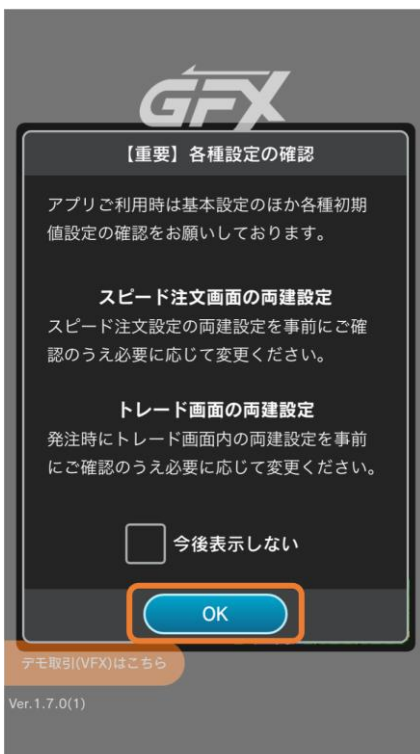 GFX
【重要】各種設定の確認
アプリご利用時は基本設定のほか各種初期
値設定の確認をお願いしております。
スピード注文画面の両建設定
スピード注文設定の両建設定を事前にご確
認のうえ必要に応じて変更ください。
トレード画面の両建設定
発注時にトレード画面内の両建設定を事前
にご確認のうえ必要に応じて変更ください。
今後表示しない
OK
デモ取引(VFX)はこちら
Ver.1.7.0(1)